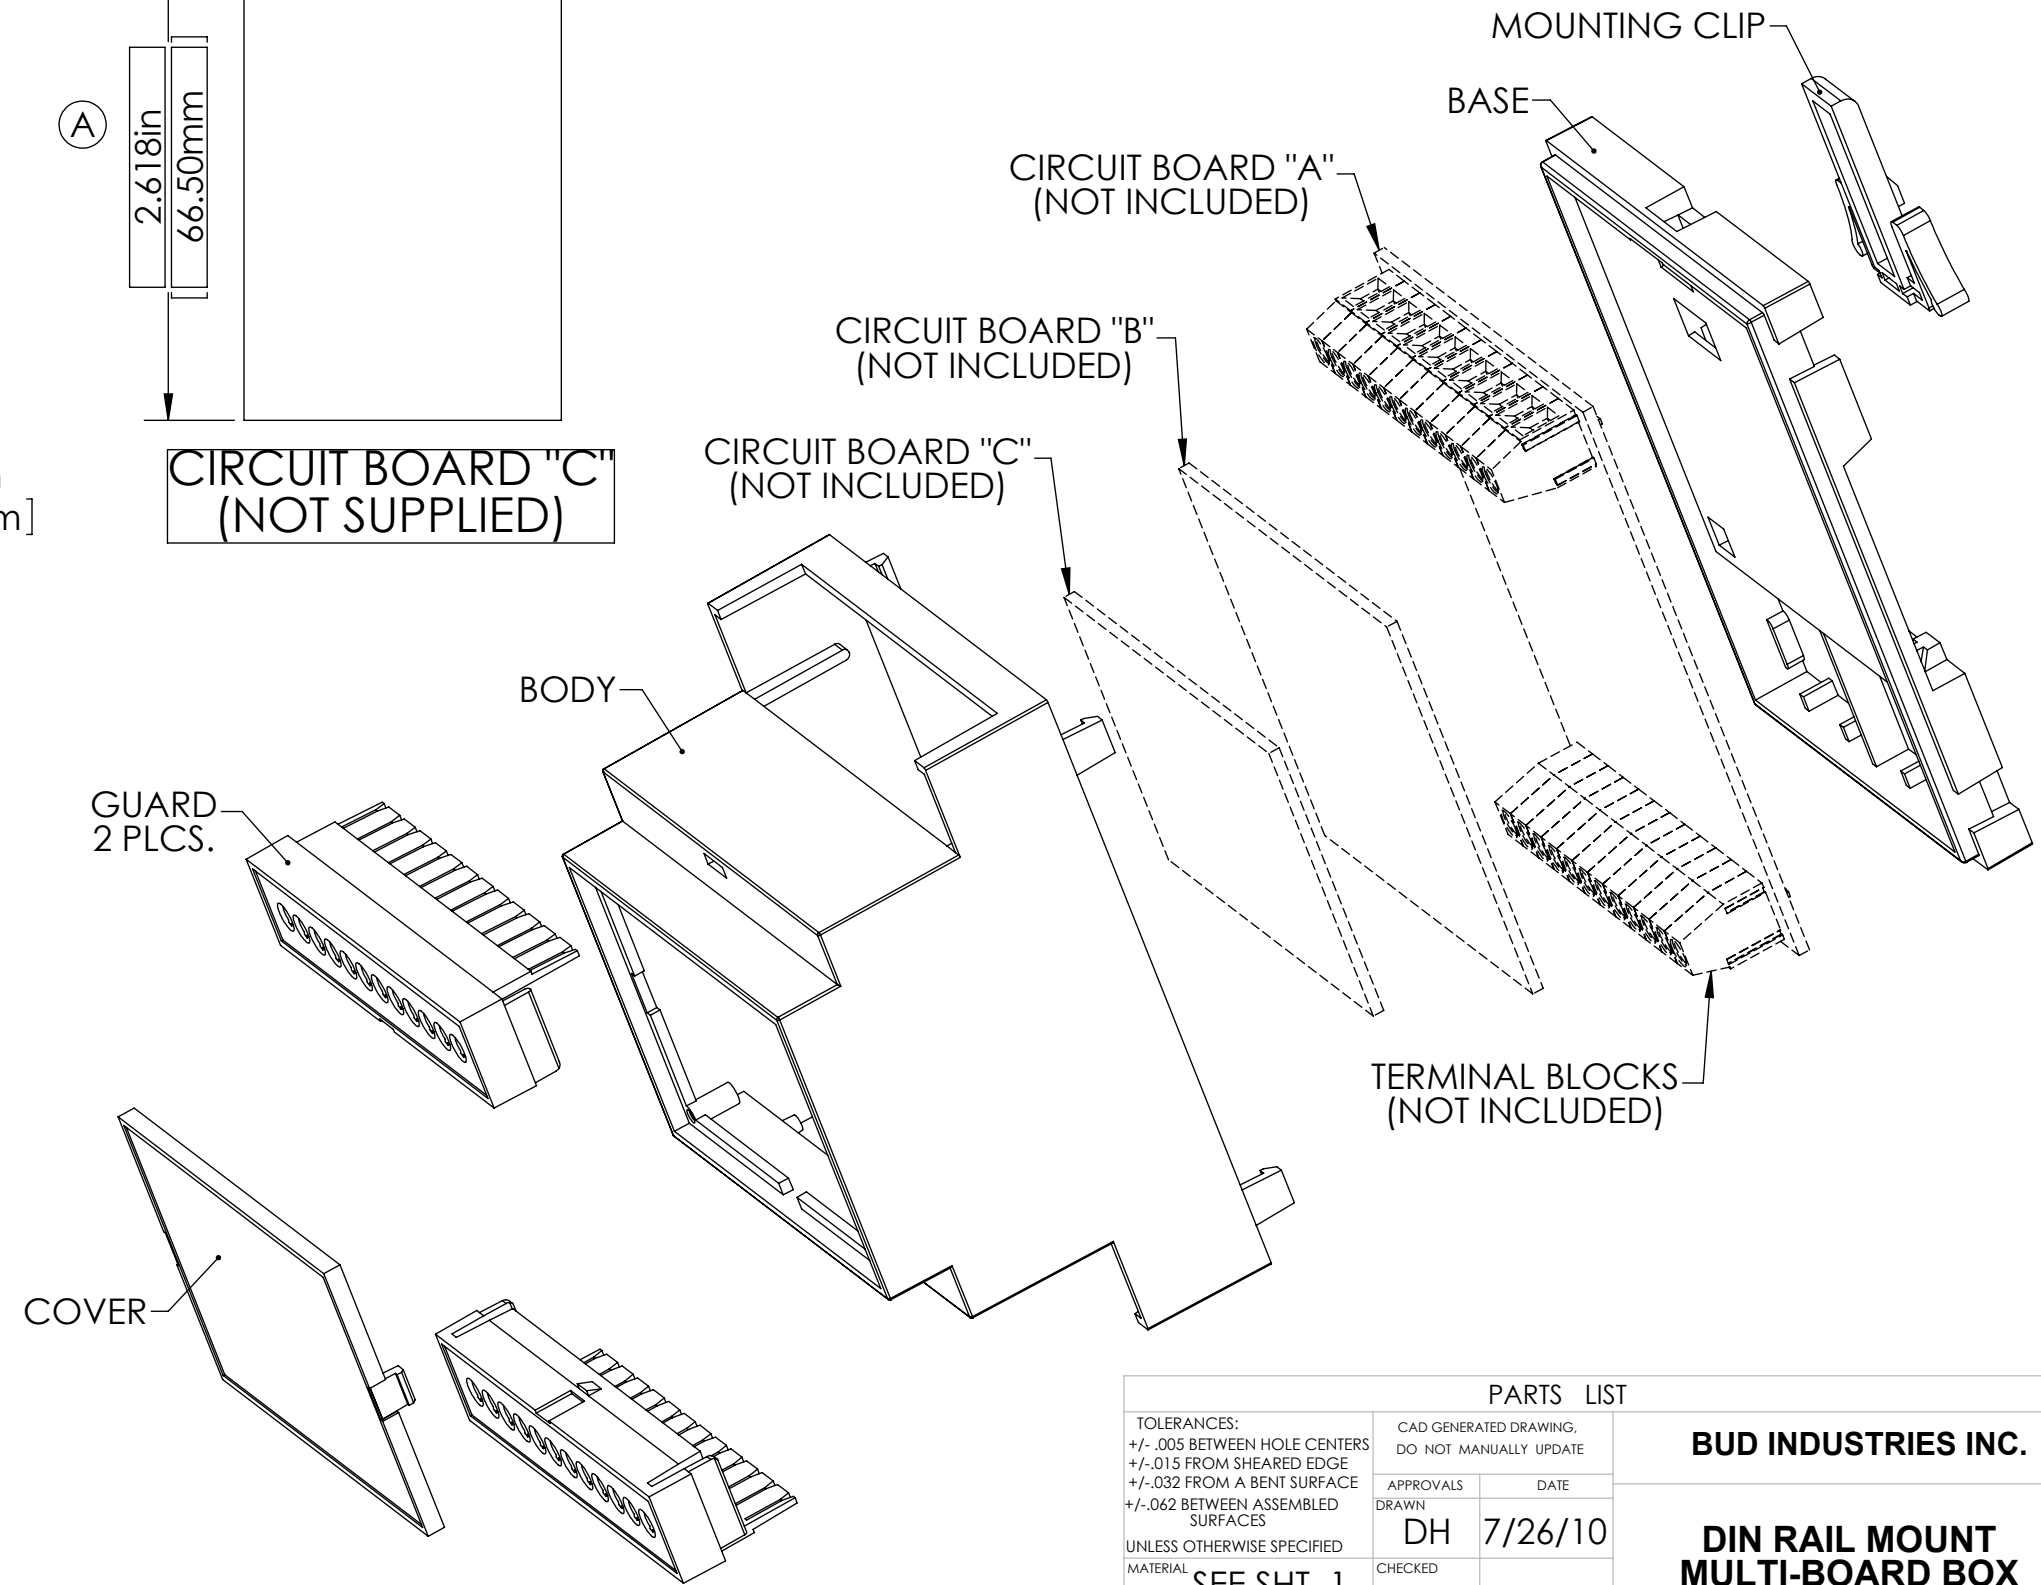 MOUNTING CLIP
BASE
A
2.618in
66.50mm
CIRCUIT BOARD "A"
(NOT INCLUDED)
CIRCUIT BOARD "B"
(NOT INCLUDED)
CIRCUIT BOARD "C"
(NOT INCLUDED)
CIRCUIT BOARD "C"
(NOT SUPPLIED)
m]
BODY
GUARD
2 PLCS.
TERMINAL BLOCKS
(NOT INCLUDED)
COVER
PARTS LIST
TOLERANCES:
+/- .005 BETWEEN HOLE CENTERS
+/-.015 FROM SHEARED EDGE
+/-.032 FROM A BENT SURFACE
+/-.062 BETWEEN ASSEMBLED
SURFACES
UNLESS OTHERWISE SPECIFIED
MATERIAL SEE SHT. 1
CAD GENERATED DRAWING,
DO NOT MANUALLY UPDATE
APPROVALS DATE
DRAWN
DH 7/26/10
CHECKED
BUD INDUSTRIES INC.
DIN RAIL MOUNT
MULTI-BOARD BOX